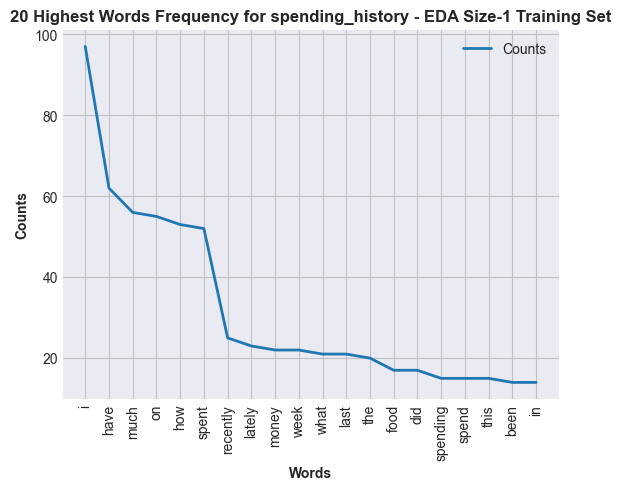 20 Highest Words Frequency for spending_history - EDA Size-1 Training Set
100
80
60
40
20
Counts
Counts
i
have
much
on
how
spent
recently
lately
money
week
what
last
the
food
did
spending
spend
this
been
in
Words